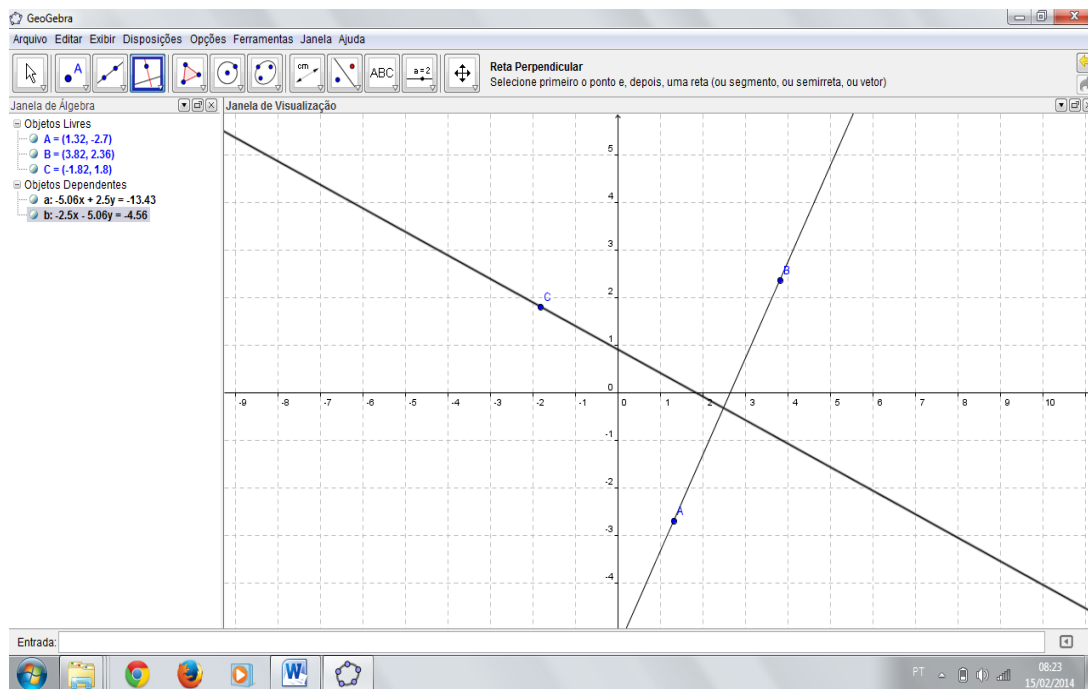 GeoGebra
Arquivo Editar Exibir Disposições Opções Ferramentas Janela Ajuda
A cm ABC a=2
Reta Perpendicular
Selecione primeiro o ponto e, depois, uma reta (ou segmento, ou semirreta, ou vetor)
Janela de Álgebra
Objetos Livres
A = (1.32, -2.7)
B = (3.82, 2.36)
C = (-1.82, 1.8)
Objetos Dependentes
a: -5.06x + 2.5y = -13.43
b: -2.5x - 5.06y = -4.56
Janela de Visualização
5
4
3
B
2
C
1
0
-9 -8 -7 -6 -5 -4 -3 -2 -1 0 1 2 3 4 5 6 7 8 9 10
-1
-2
A
-3
-4
Entrada:
W
PT
08:23
15/02/2014